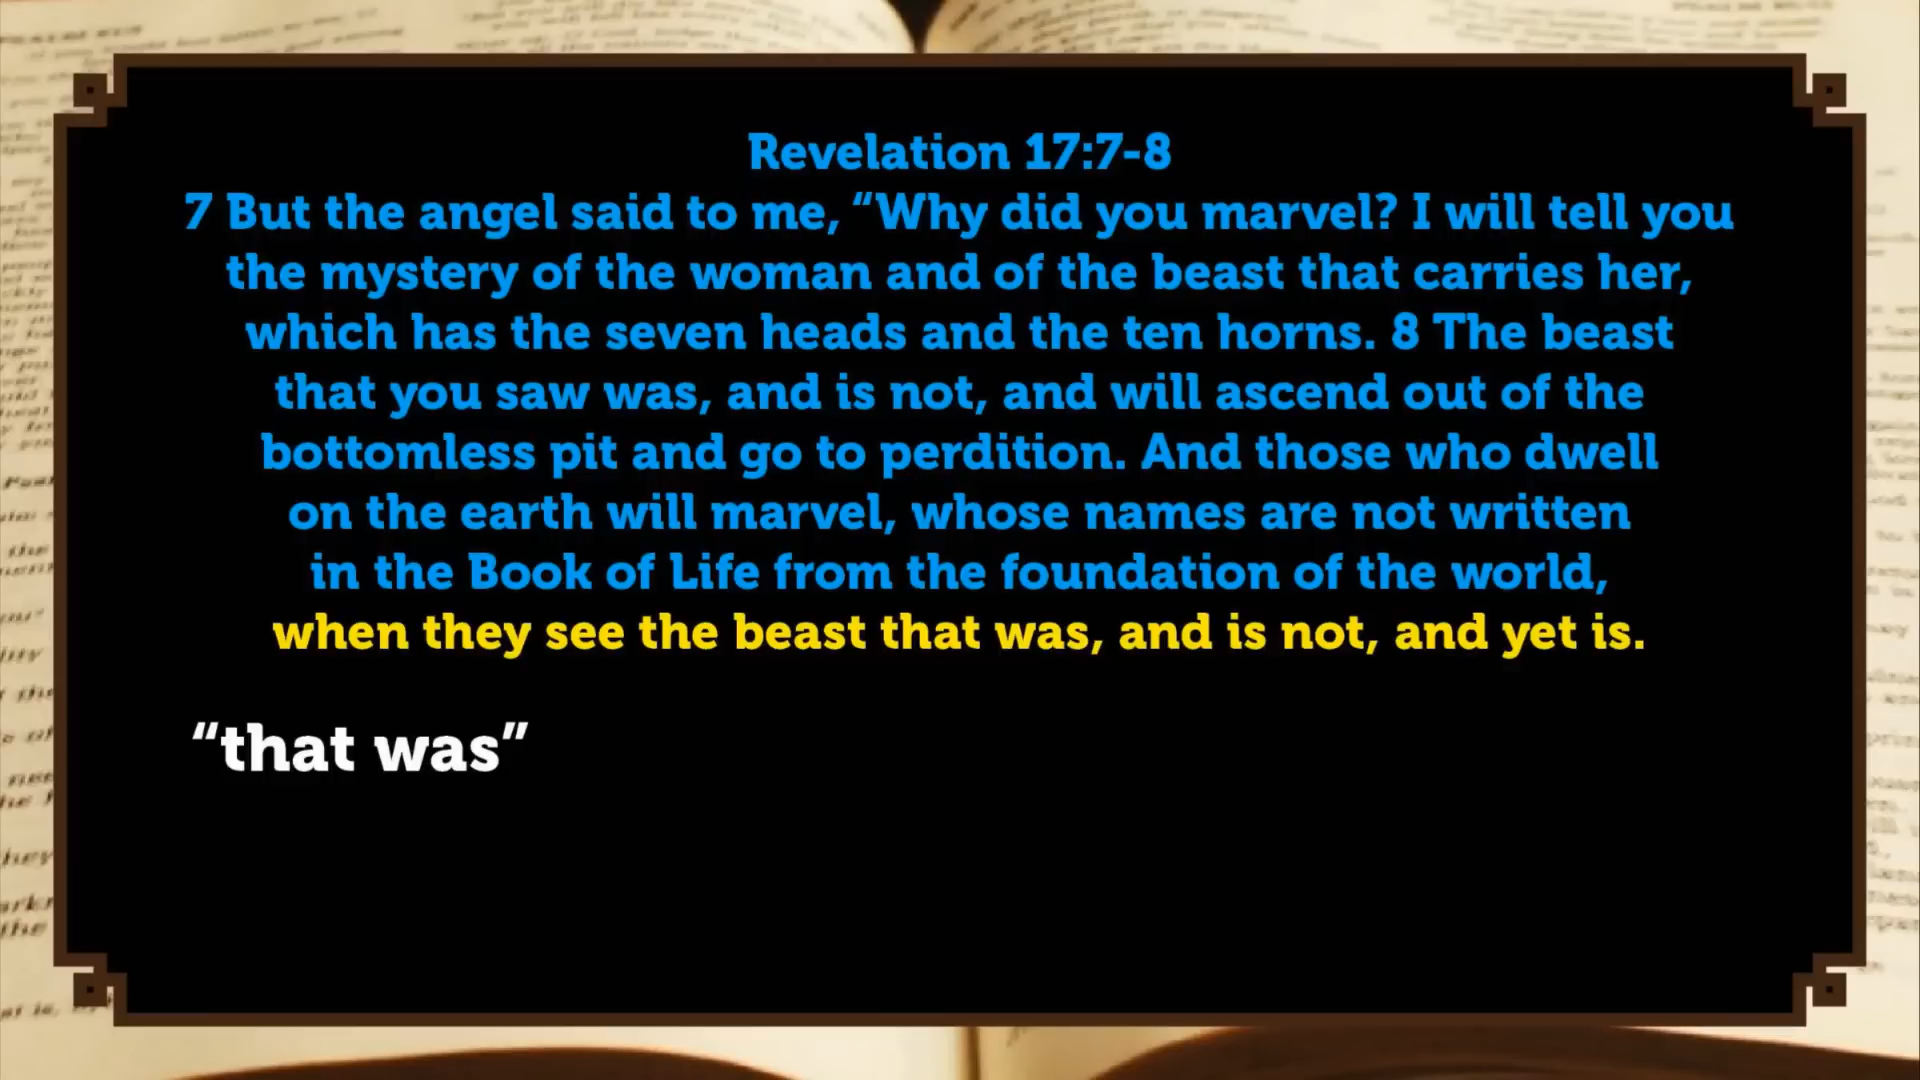 Revelation 17:7-8
7 But the angel said to me, “Why did you marvel? I will tell you
the mystery of the woman and of the beast that carries her,
which has the seven heads and the ten horns. 8 The beast
that you saw was, and is not, and will ascend out of the
bottomless pit and go to perdition. And those who dwell
on the earth will marvel, whose names are not written
in the Book of Life from the foundation of the world,
when they see the beast that was, and is not, and yet is.
“that was”